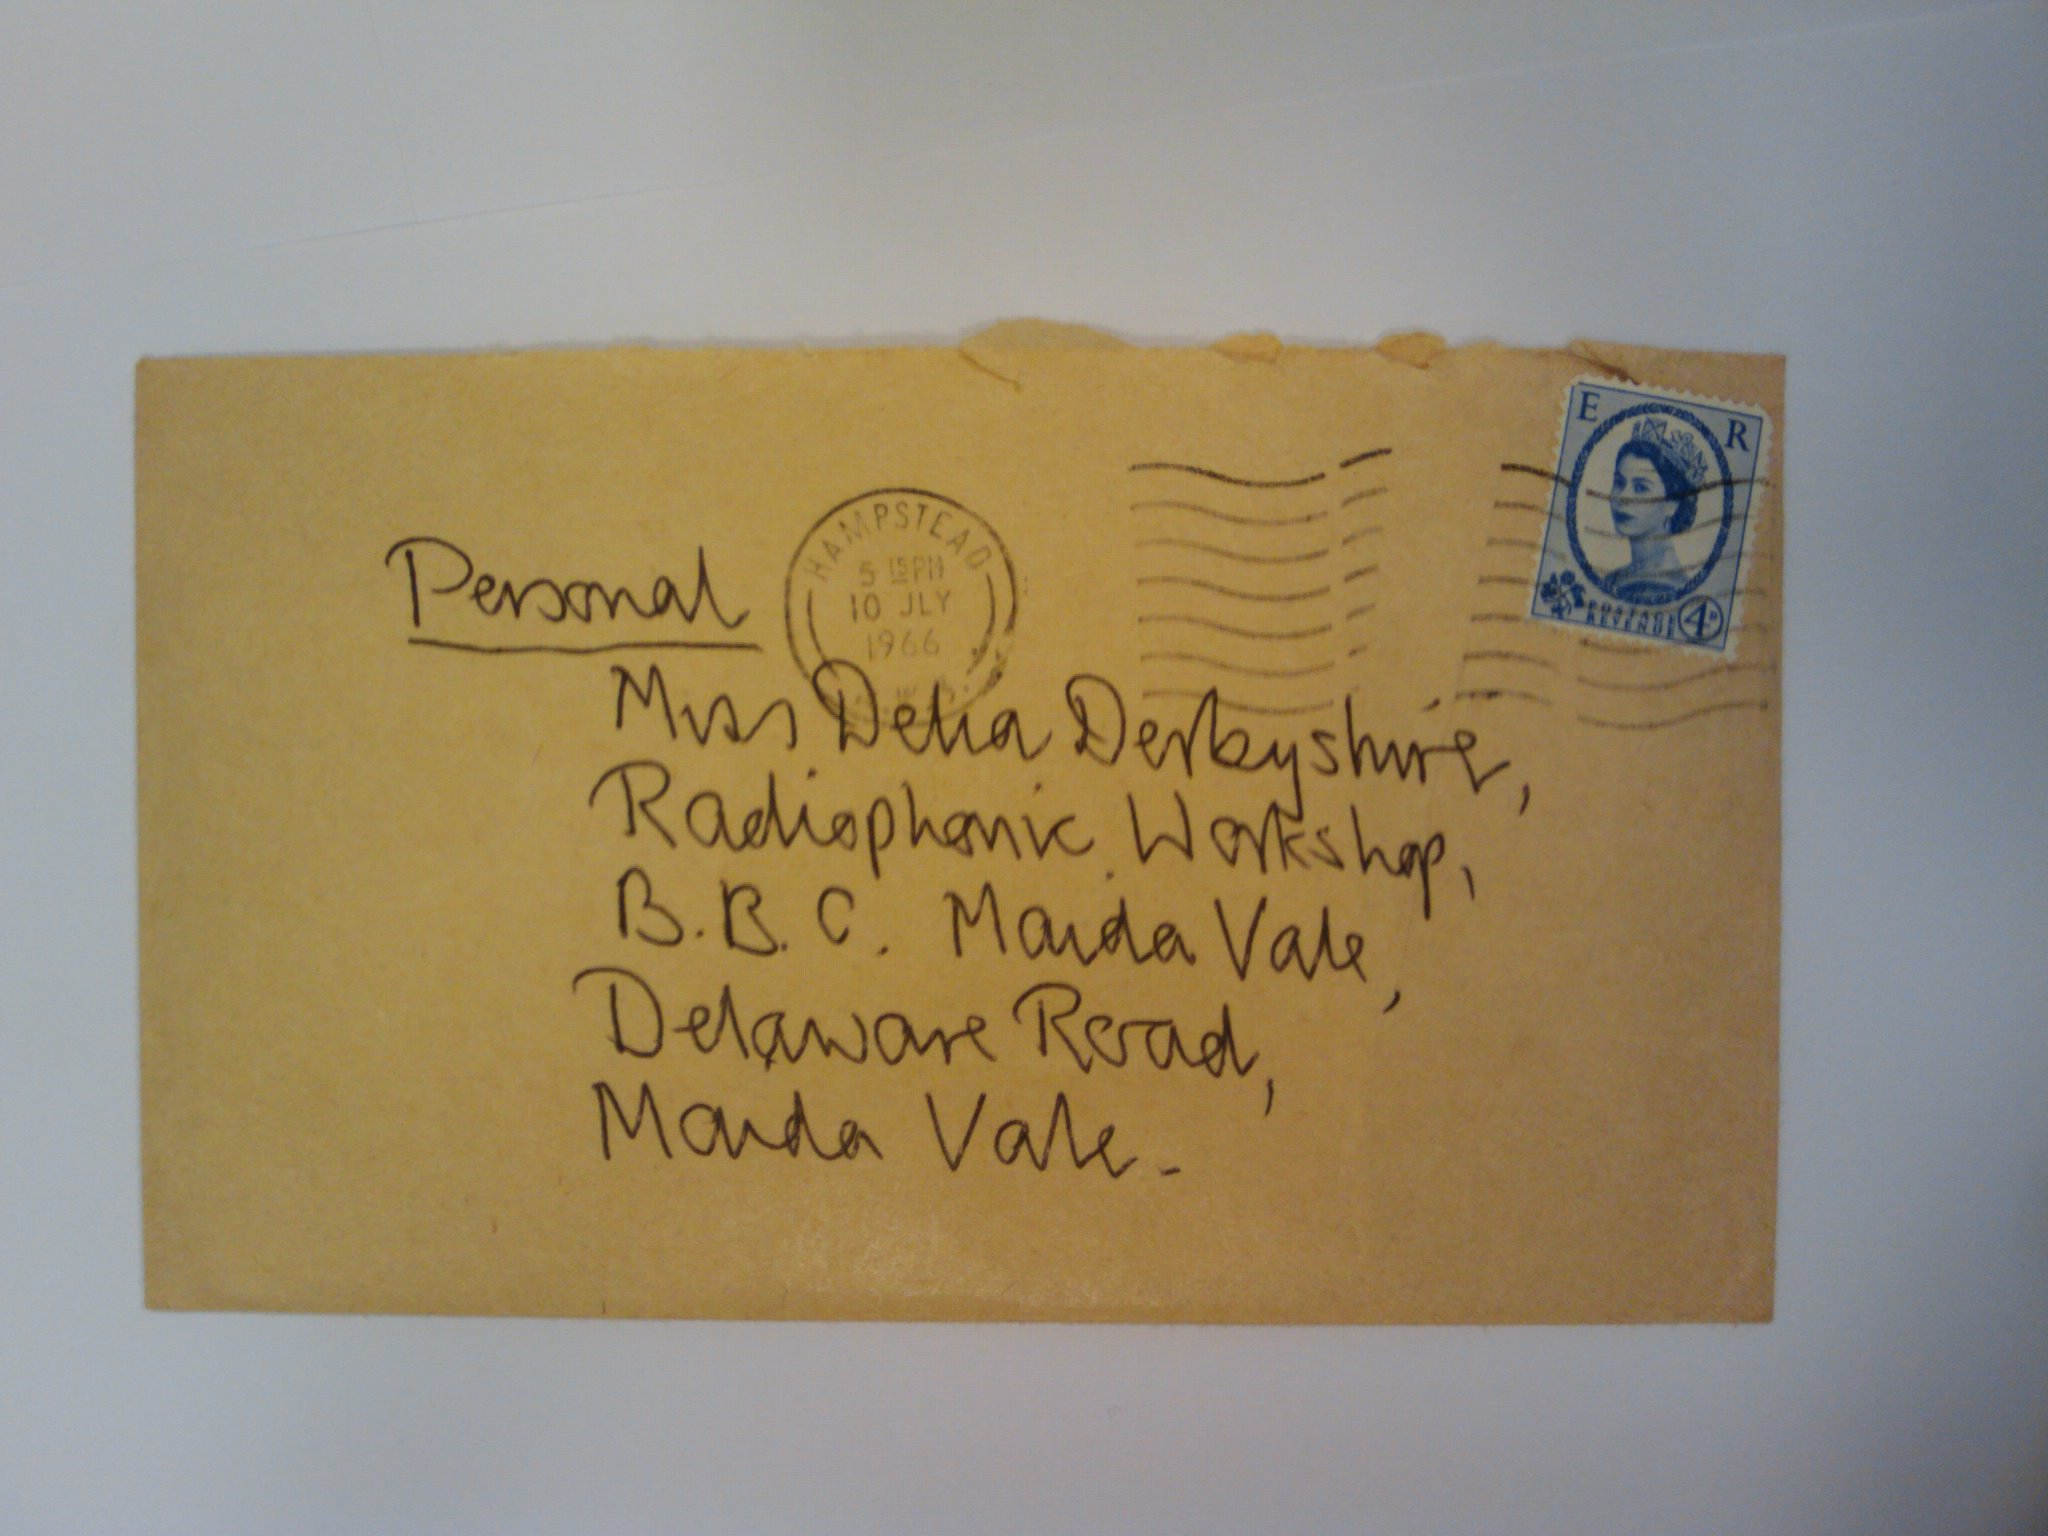 E R
HAMPSTEAD
5 15 PM
10 JLY
1966
POSTAGE
REVENUE
4D
Personal
Miss Delia Derbyshire,
Radiophonic Workshop,
B.B.C. Maida Vale,
Delaware Road,
Maida Vale.